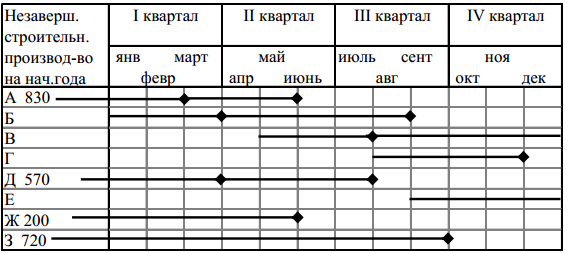 Незаверш.
строительн.
производ-во
на нач.года
I квартал II квартал III квартал IV квартал
янв март май июль сент ноя
февр апр июнь авг окт дек
А 830
Б
В
Г
Д 570
Е
Ж 200
З 720